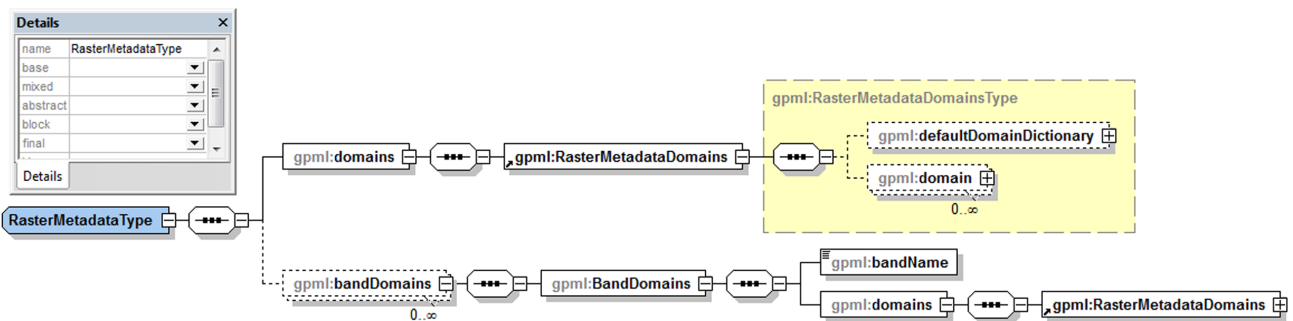 Details
name RasterMetadataType
base
mixed
abstract
block
final
Details
gpml:RasterMetadataDomainsType
gpml:defaultDomainDictionary
gpml:domains
gpml:RasterMetadataDomains
gpml:domain
0..∞
RasterMetadataType
gpml:bandName
gpml:bandDomains
0..∞
gpml:BandDomains
gpml:domains
gpml:RasterMetadataDomains